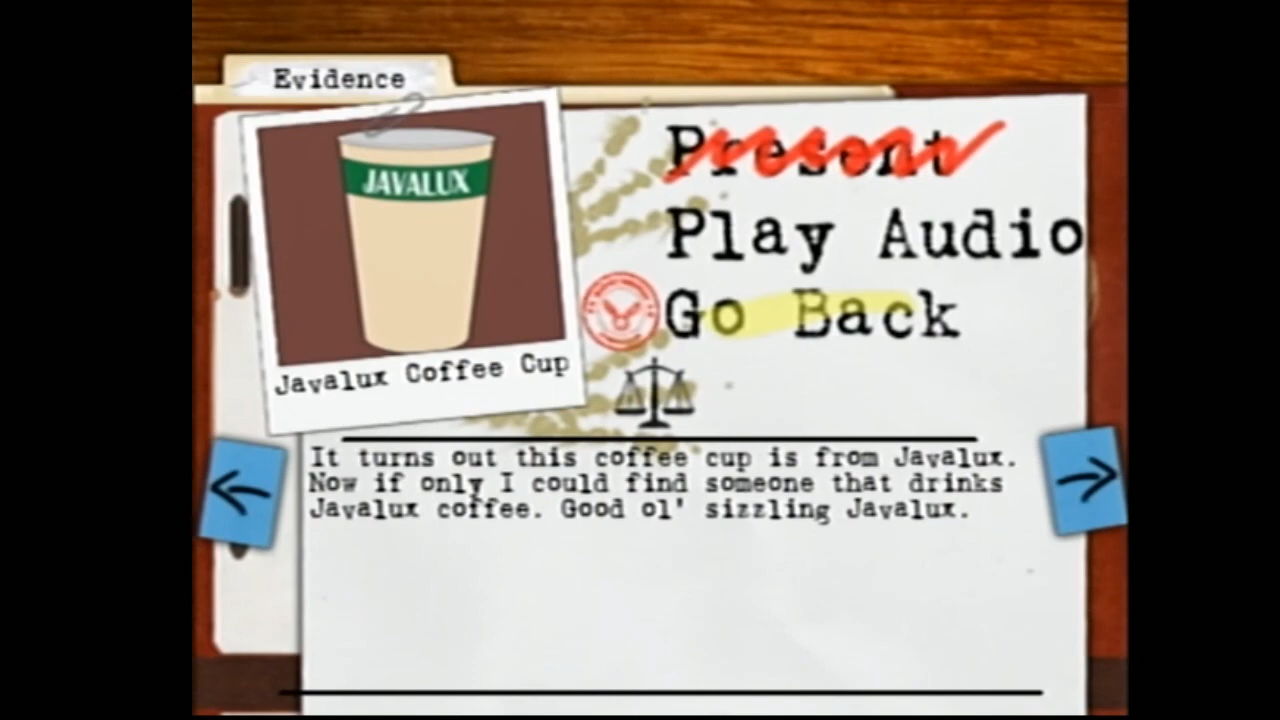 Evidence
JAVALUX
Javalux Coffee Cup
Present
Play Audio
Go Back
It turns out this coffee cup is from Javalux.
Now if only I could find someone that drinks
Javalux coffee. Good ol' sizzling Javalux.